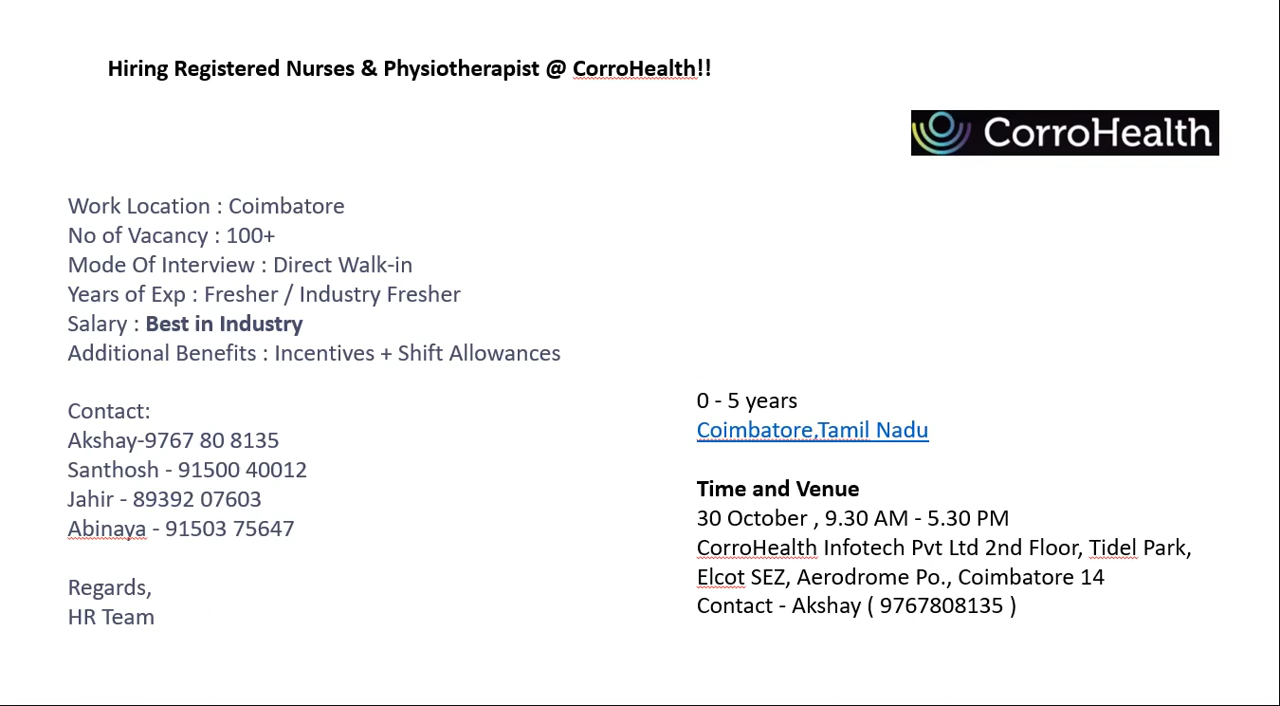 Hiring Registered Nurses & Physiotherapist @ CorroHealth!!
CorroHealth
Work Location : Coimbatore
No of Vacancy : 100+
Mode Of Interview : Direct Walk-in
Years of Exp : Fresher / Industry Fresher
Salary : Best in Industry
Additional Benefits : Incentives + Shift Allowances
Contact:
Akshay-9767 80 8135
Santhosh - 91500 40012
Jahir - 89392 07603
Abinaya - 91503 75647
Regards,
HR Team
0 - 5 years
Coimbatore,Tamil Nadu
Time and Venue
30 October , 9.30 AM - 5.30 PM
CorroHealth Infotech Pvt Ltd 2nd Floor, Tidel Park,
Elcot SEZ, Aerodrome Po., Coimbatore 14
Contact - Akshay ( 9767808135 )